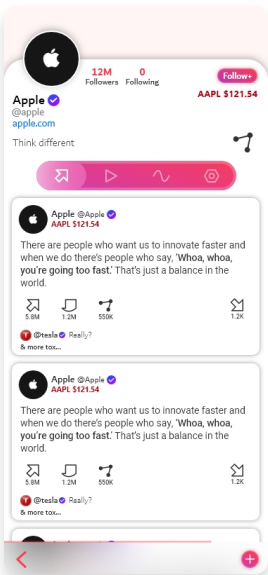 12M
0
Followers
Following
Follow+
AAPL $121.54
Apple
@apple
apple.com
Think different
Apple @Apple
AAPL $121.54
There are people who want us to innovate faster and
when we do there's people who say, 'Whoa, whoa,
you're going too fast.' That's just a balance in the
world.
5.8M
1.2M
550K
1.2K
T @tesla Really?
& more tox...
Apple @Apple
AAPL $121.54
There are people who want us to innovate faster and
when we do there's people who say, 'Whoa, whoa,
you're going too fast.' That's just a balance in the
world.
5.8M
1.2M
550K
1.2K
T @tesla Really?
& more tox...
Apple @Apple